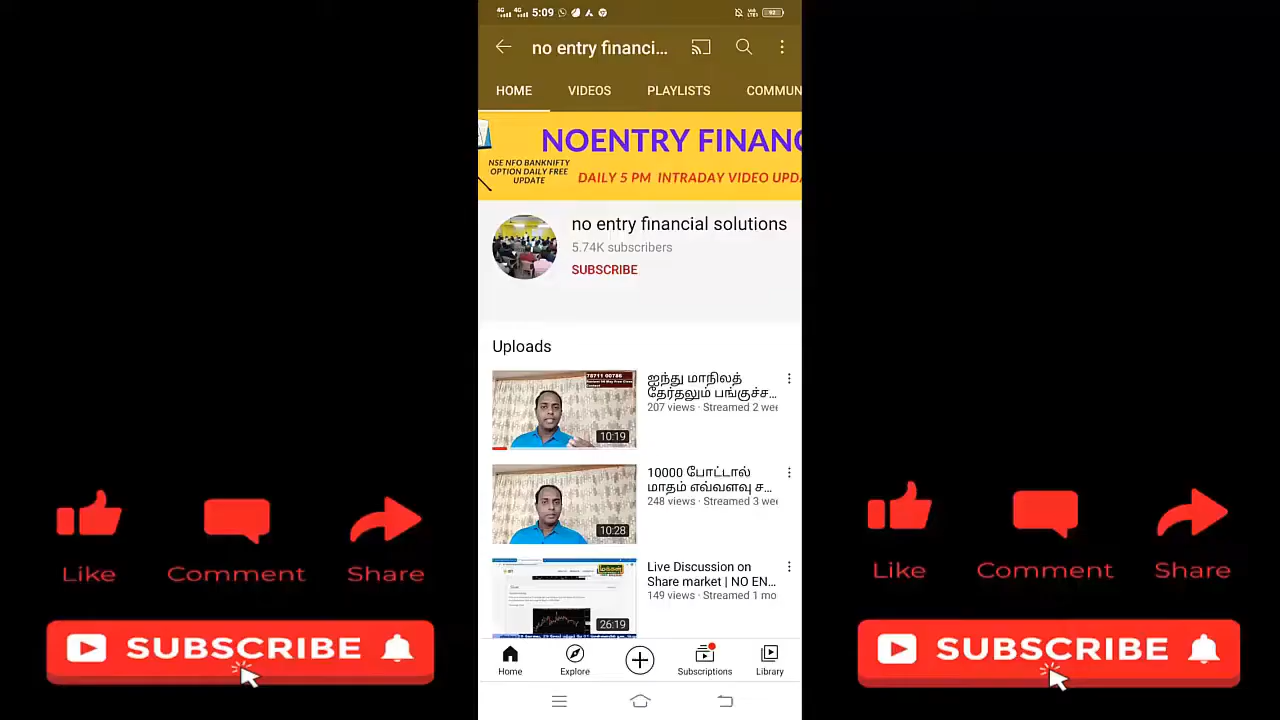 5:09
no entry financi...
HOME VIDEOS PLAYLISTS COMMUN
NOENTRY FINANC
NSE NFO BANKNIFTY
OPTION DAILY FREE
UPDATE
DAILY 5 PM INTRADAY VIDEO UPDA
no entry financial solutions
5.74K subscribers
SUBSCRIBE
Uploads
78711 00786
10:19
ஐந்து மாநிலத்
தேர்தலும் பங்குச்ச...
207 views · Streamed 2 wee
10:28
10000 போட்டால்
மாதம் எவ்வளவு ச...
248 views · Streamed 3 wee
26:19
Live Discussion on
Share market | NO EN...
149 views · Streamed 1 mo
Home Explore Subscriptions Library
Like Comment Share
SUBSCRIBE
Like Comment Share
SUBSCRIBE